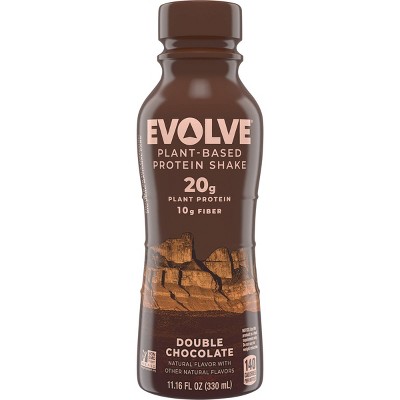 EVOLVE
PLANT-BASED
PROTEIN SHAKE
20g
PLANT PROTEIN
10g FIBER
DOUBLE
CHOCOLATE
NATURAL FLAVOR WITH
OTHER NATURAL FLAVORS
140
11.16 FL OZ (330 mL)